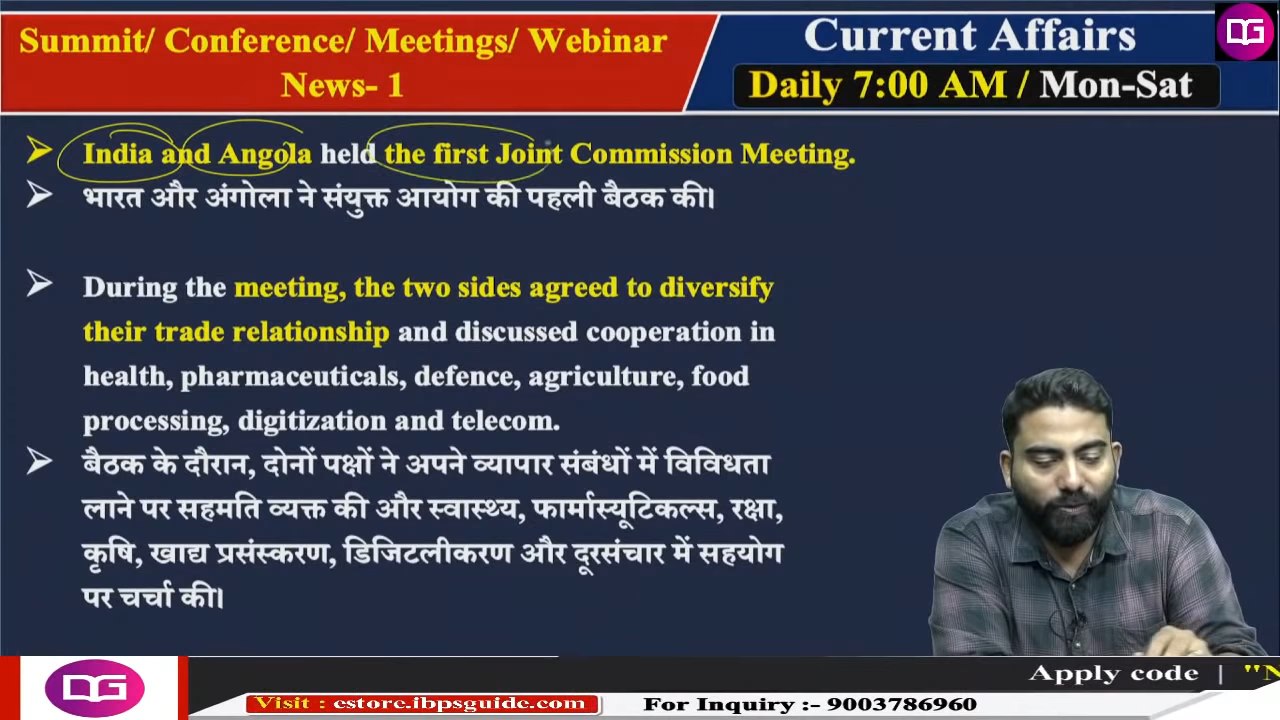 Summit/ Conference/ Meetings/ Webinar
News- 1
Current Affairs
Daily 7:00 AM / Mon-Sat
India and Angola held the first Joint Commission Meeting.
भारत और अंगोला ने संयुक्त आयोग की पहली बैठक की।
During the meeting, the two sides agreed to diversify
their trade relationship and discussed cooperation in
health, pharmaceuticals, defence, agriculture, food
processing, digitization and telecom.
बैठक के दौरान, दोनों पक्षों ने अपने व्यापार संबंधों में विविधता
लाने पर सहमति व्यक्त की और स्वास्थ्य, फार्मास्यूटिकल्स, रक्षा,
कृषि, खाद्य प्रसंस्करण, डिजिटलीकरण और दूरसंचार में सहयोग
पर चर्चा की।
Apply code | "N
Visit : estore.ibpsguide.com
For Inquiry :- 9003786960